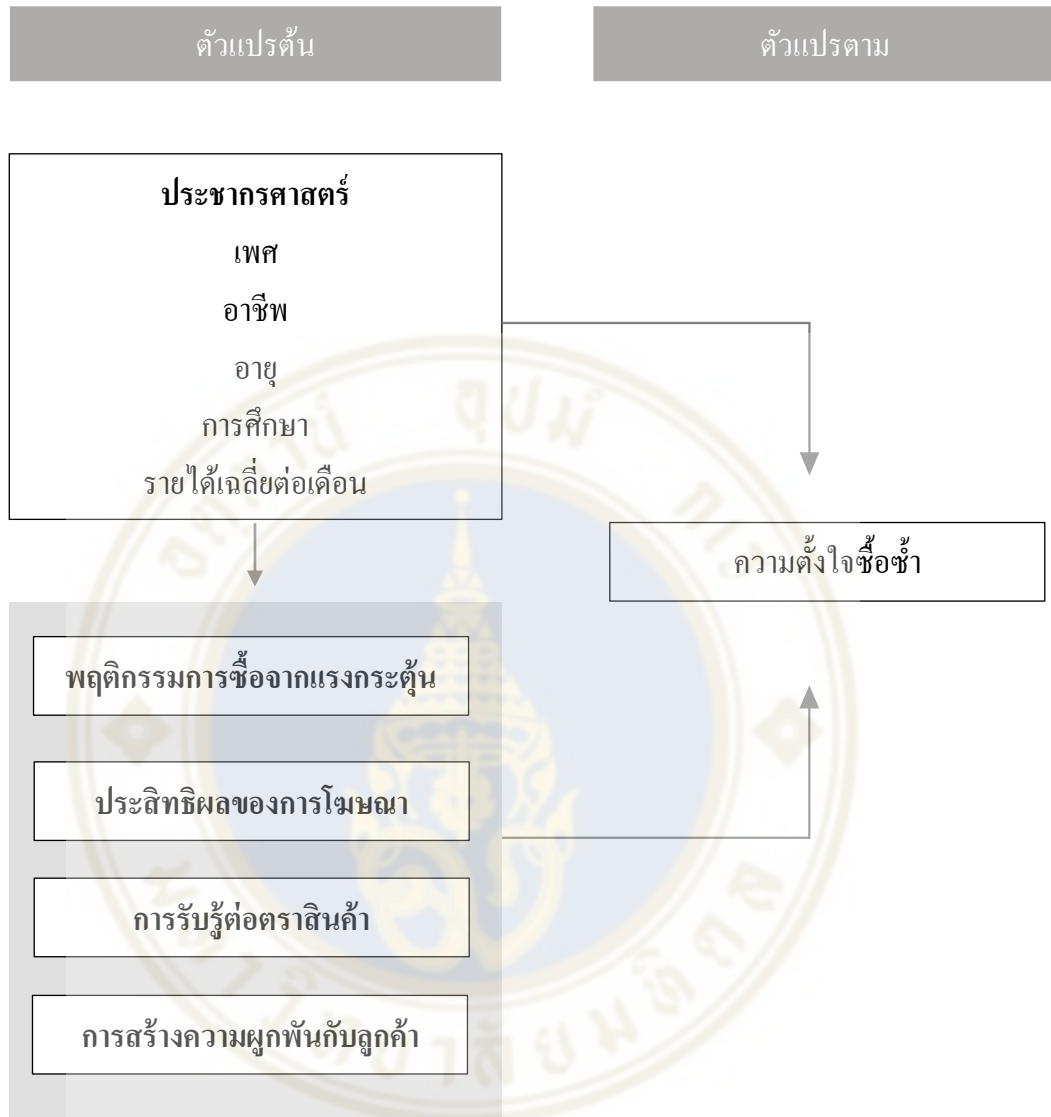 ตัวแปรต้น
ตัวแปรตาม
ประชากรศาสตร์
เพศ
อาชีพ
อายุ
การศึกษา
รายได้เฉลี่ยต่อเดือน
ความตั้งใจซื้อซ้ำ
พฤติกรรมการซื้อจากแรงกระตุ้น
ประสิทธิผลของการโฆษณา
การรับรู้ต่อตราสินค้า
การสร้างความผูกพันกับลูกค้า